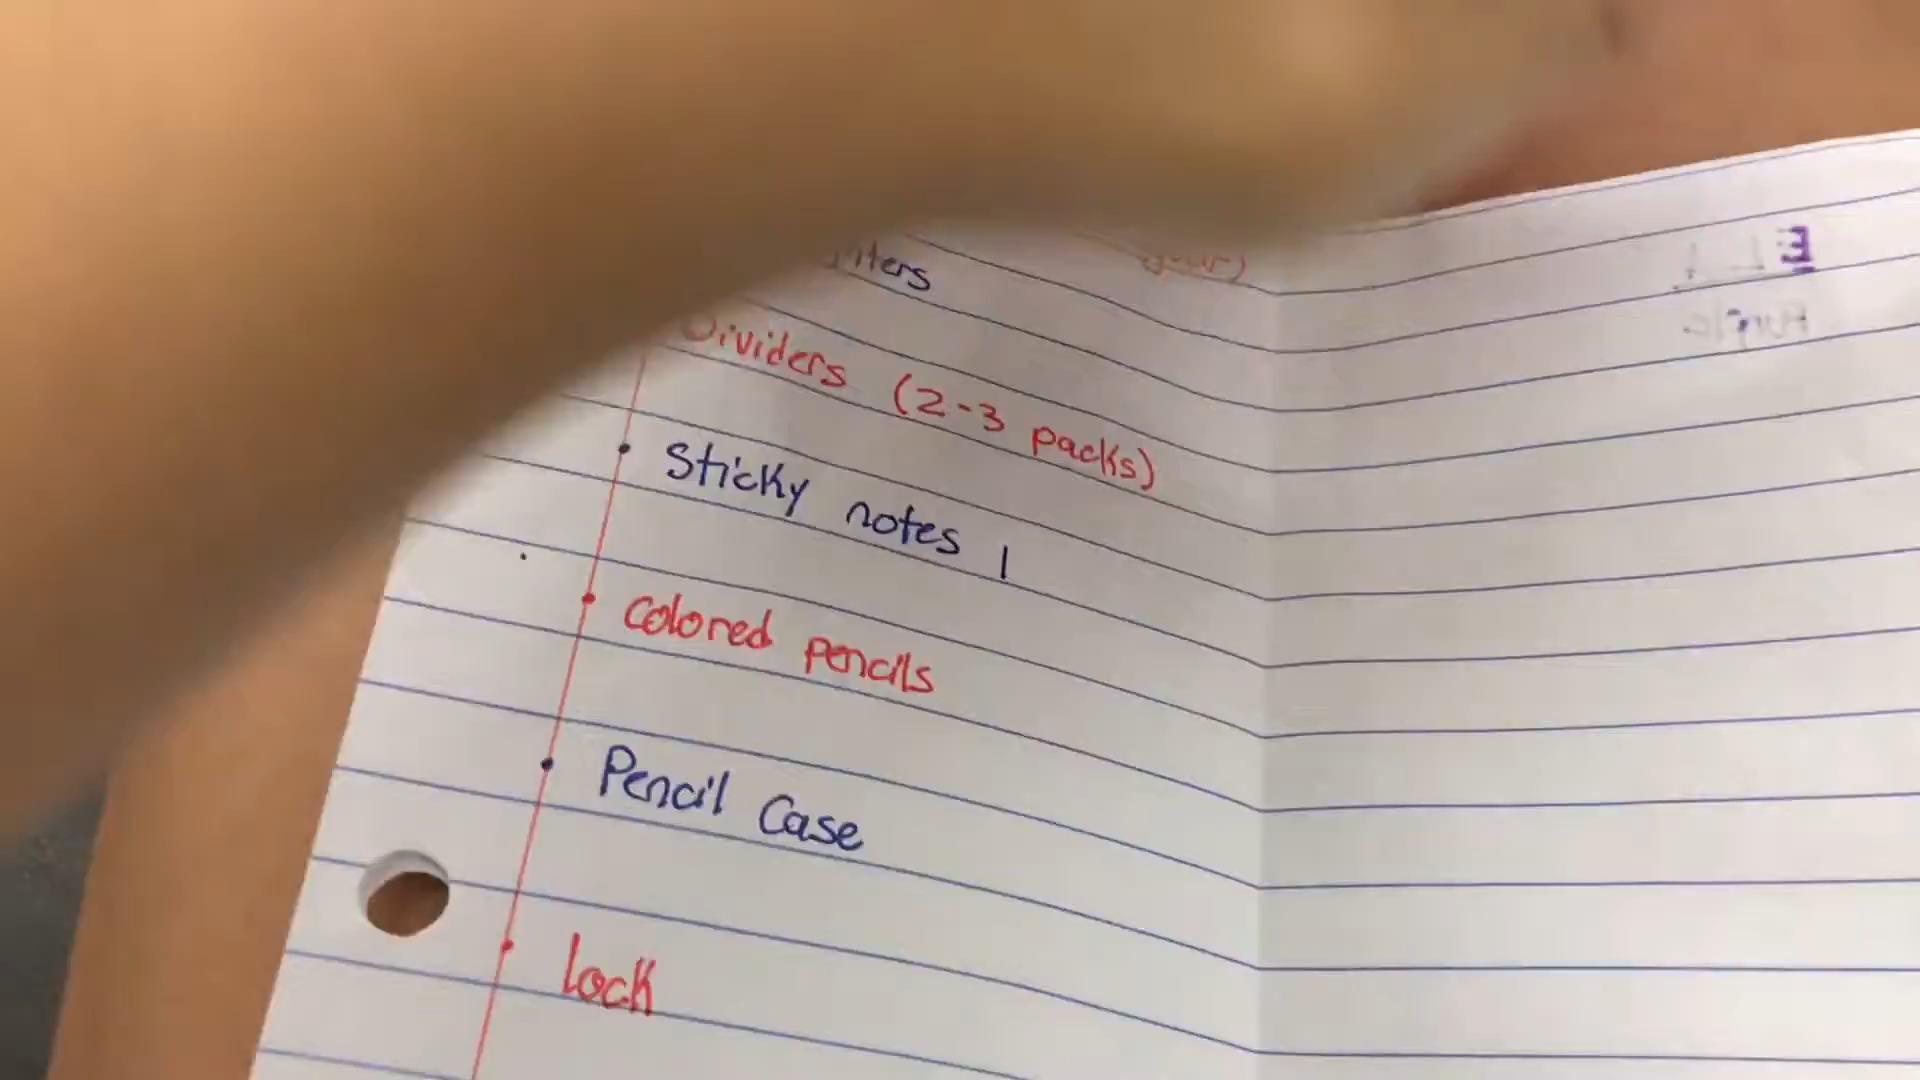 Dividers (2-3 packs)
Sticky notes 1
colored pencils
Pencil Case
lock